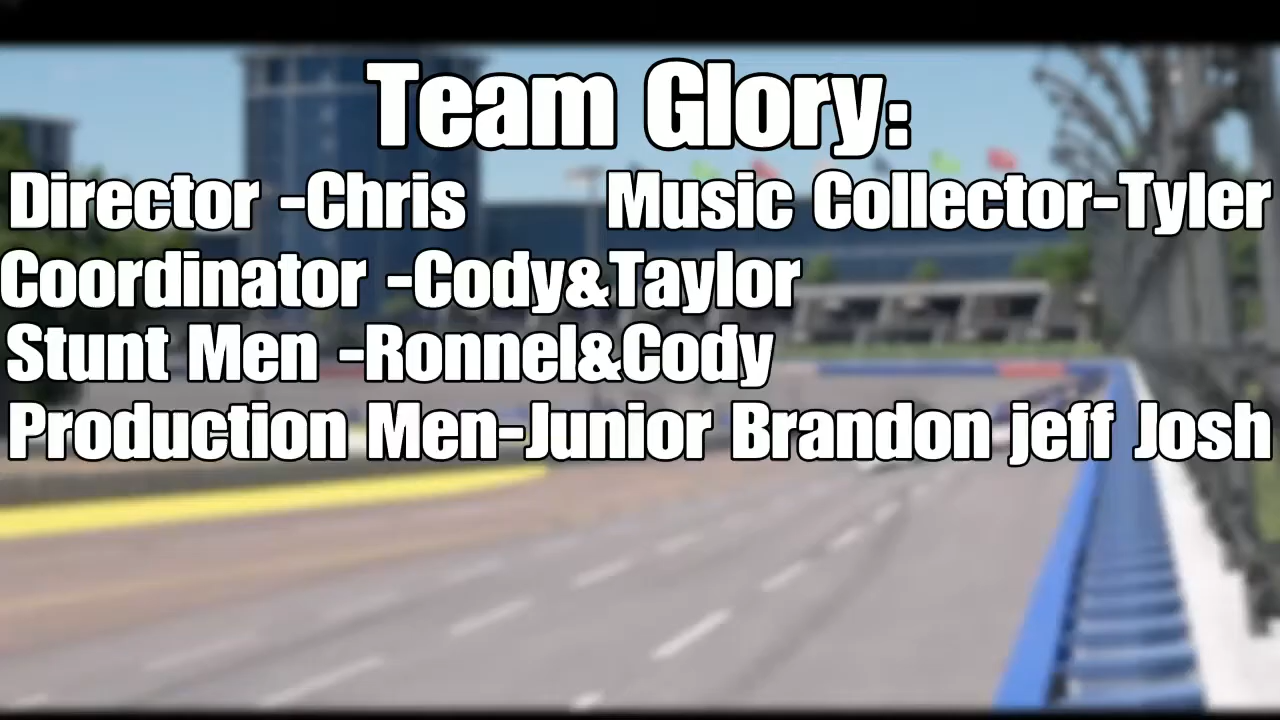 Team Glory:
Director -Chris Music Collector-Tyler
Coordinator -Cody&Taylor
Stunt Men -Ronnel&Cody
Production Men-Junior Brandon jeff Josh